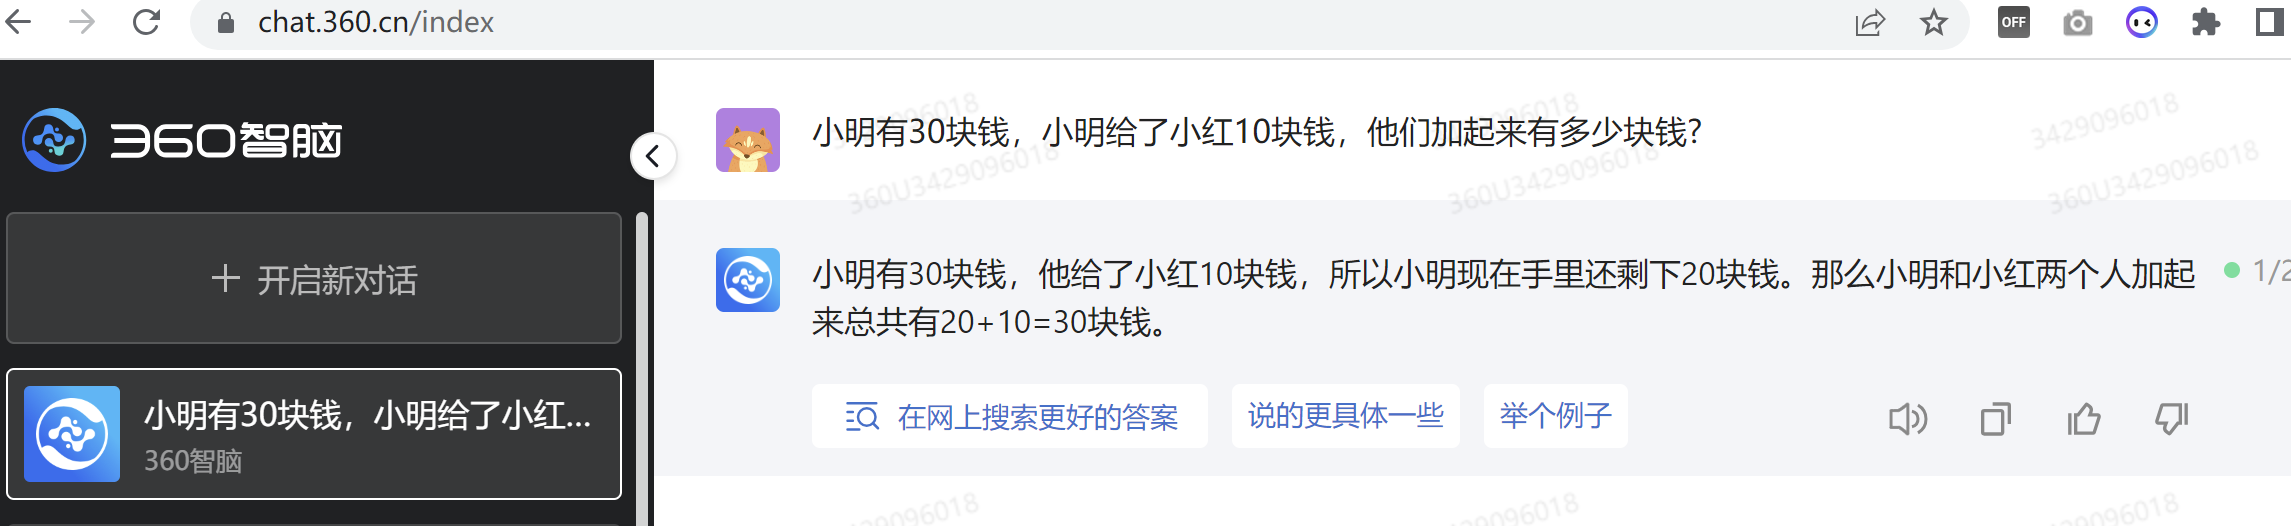 chat.360.cn/index
OFF
360智脑
开启新对话
小明有30块钱，小明给了小红...
360智脑
小明有30块钱，小明给了小红10块钱，他们加起来有多少块钱？
3429096018
360U3429096018
360U3429096018
360U3429096018
小明有30块钱，他给了小红10块钱，所以小明现在手里还剩下20块钱。那么小明和小红两个人加起
来总共有20+10=30块钱。
1/2
在网上搜索更好的答案
说的更具体一些
举个例子
3429096018
3429096018
3429096018